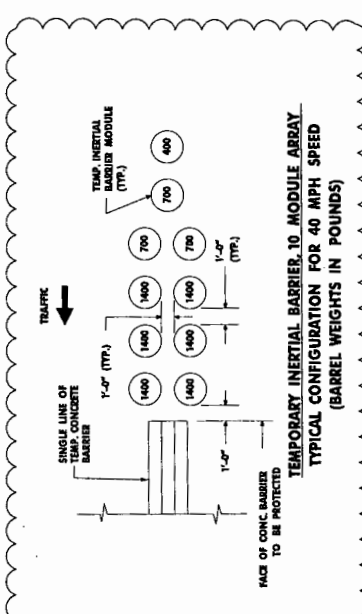 TRAFFIC
SINGLE LINE OF
TEMP. CONCRETE
BARRIER
1'-0" (TYP.)
TEMP. INERTIAL
BARRIER MODULE
(TYP.)
1400
1400
1400
700
700
400
1400
1400
1400
700
1'-0"
1'-0"
(TYP.)
FACE OF CONC. BARRIER
TO BE PROTECTED
TEMPORARY INERTIAL BARRIER, 10 MODULE ARRAY
TYPICAL CONFIGURATION FOR 40 MPH SPEED
(BARREL WEIGHTS IN POUNDS)